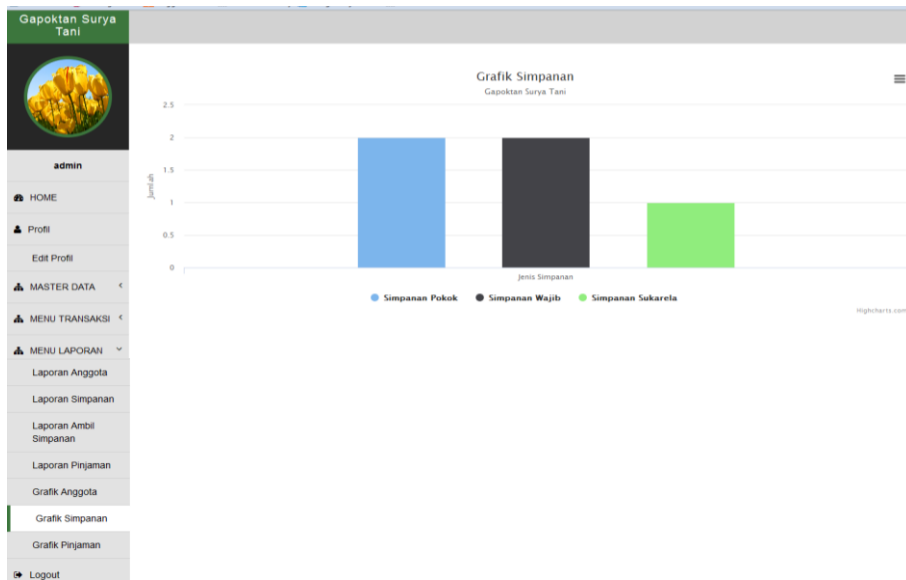 Gapoktan Surya
Tani
admin
HOME
Profil
Edit Profil
MASTER DATA
MENU TRANSAKSI
MENU LAPORAN
Laporan Anggota
Laporan Simpanan
Laporan Ambil
Simpanan
Laporan Pinjaman
Grafik Anggota
Grafik Simpanan
Grafik Pinjaman
Logout
Grafik Simpanan
Gapoktan Surya Tani
Jumlah
2.5
2
1.5
1
0.5
0
Jenis Simpanan
Simpanan Pokok Simpanan Wajib Simpanan Sukarela
Highcharts.com